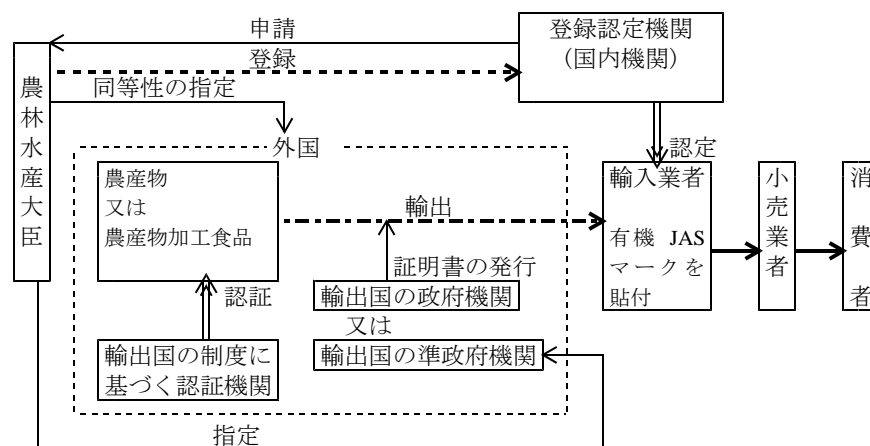 申請
登録認定機関
（国内機関）
登録
農林水産大臣
同等性の指定
外国
認定
農産物
又は
農産物加工食品
輸出
輸入業者
有機 JAS
マークを
貼付
小売業者
消費者
証明書の発行
認証
輸出国の政府機関
又は
輸出国の準政府機関
輸出国の制度に
基づく認証機関
指定